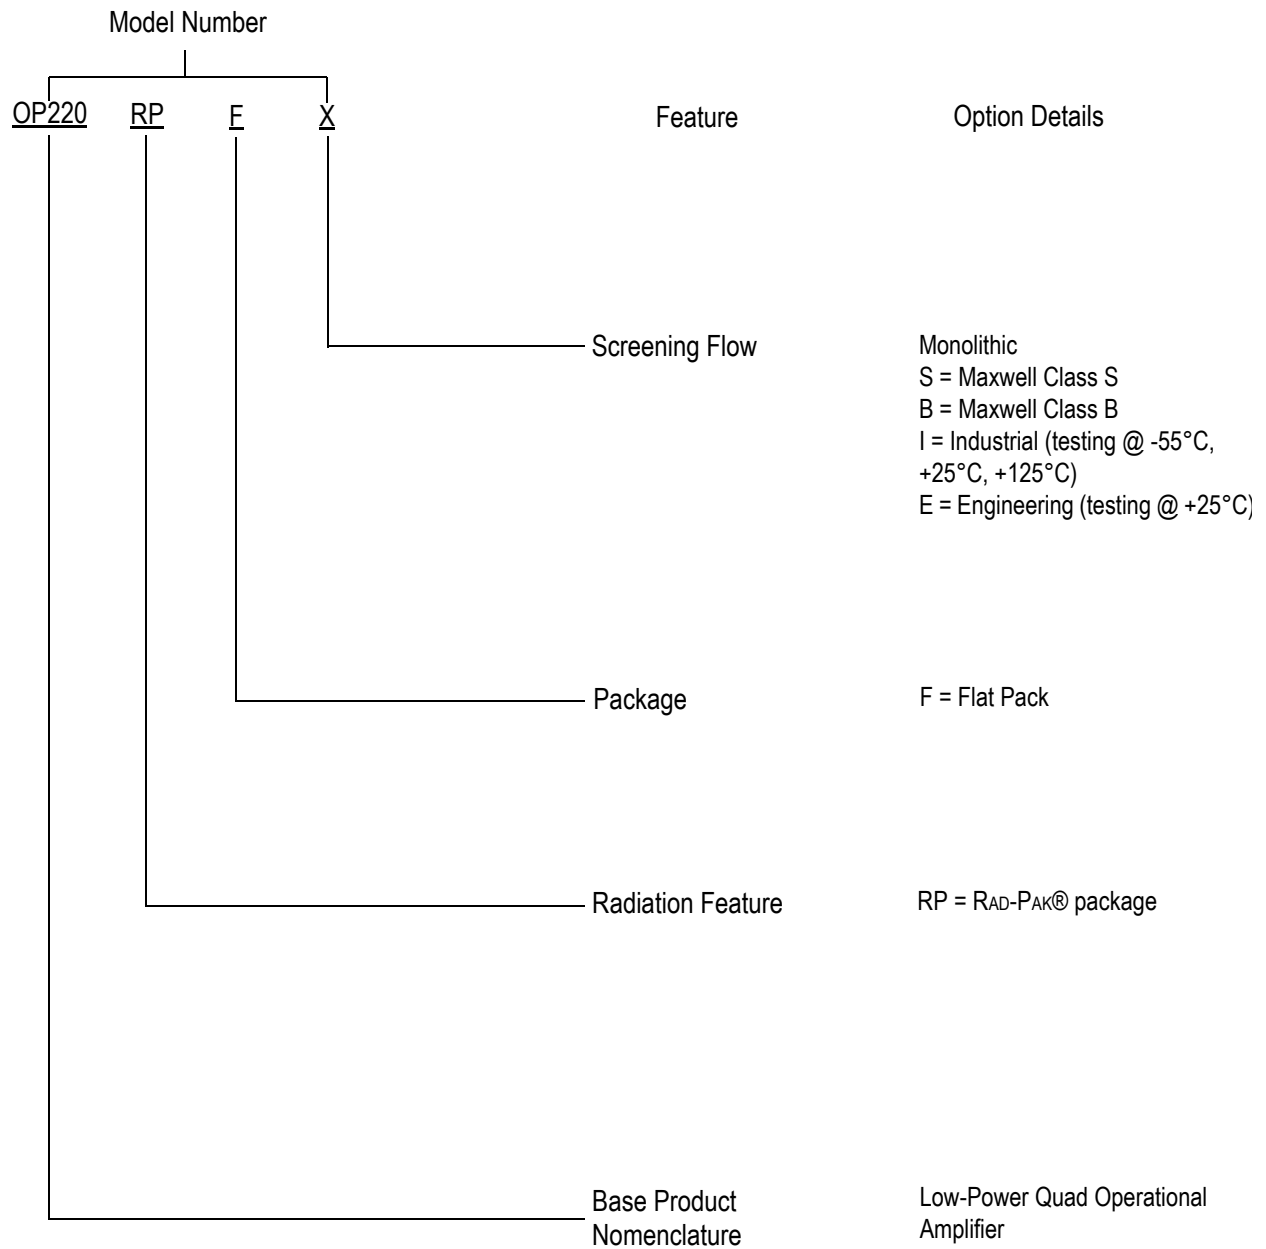 Model Number
OP220 RP F X
Feature Option Details
Screening Flow
Monolithic
S = Maxwell Class S
B = Maxwell Class B
I = Industrial (testing @ -55°C,
+25°C, +125°C)
E = Engineering (testing @ +25°C)
Package
F = Flat Pack
Radiation Feature
RP = RAD-PAK® package
Base Product
Nomenclature
Low-Power Quad Operational
Amplifier